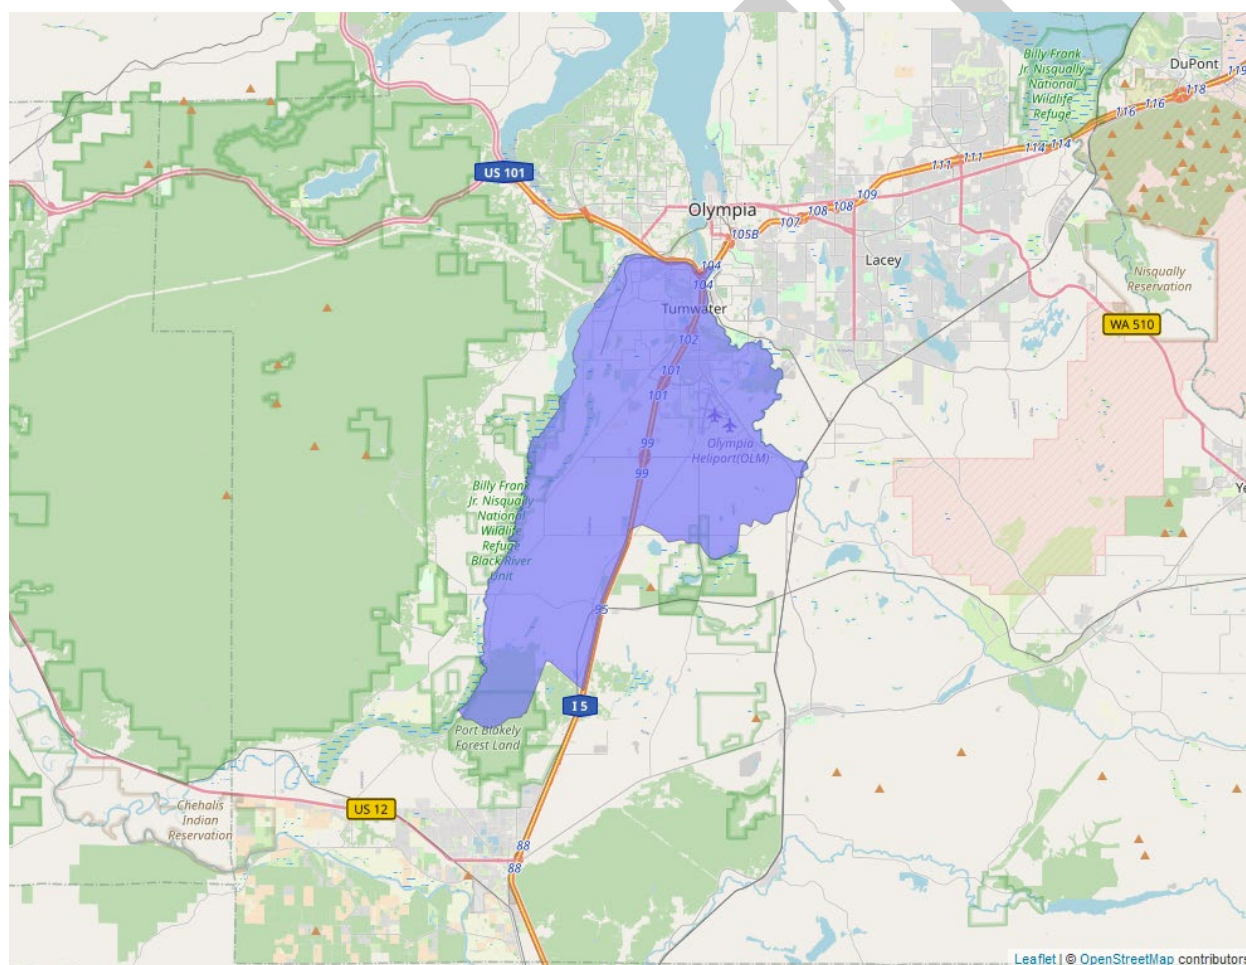 Billy Frank
Jr. Nisqually
National
Wildlife
Refuge
DuPont
119
118
116
116
114
114
111
111
US 101
109
108
108
107
Olympia
105B
104
104
Lacey
Nisqually
Reservation
Tumwater
WA 510
102
101
101
Olympia
Heliport(OLM)
99
99
Billy Frank
Jr. Nisqually
National
Wildlife
Refuge
Black River
Unit
Ye
95
I 5
Port Blakely
Forest Land
Chehalis
Indian
Reservation
US 12
88
88
Leaflet | © OpenStreetMap contributors